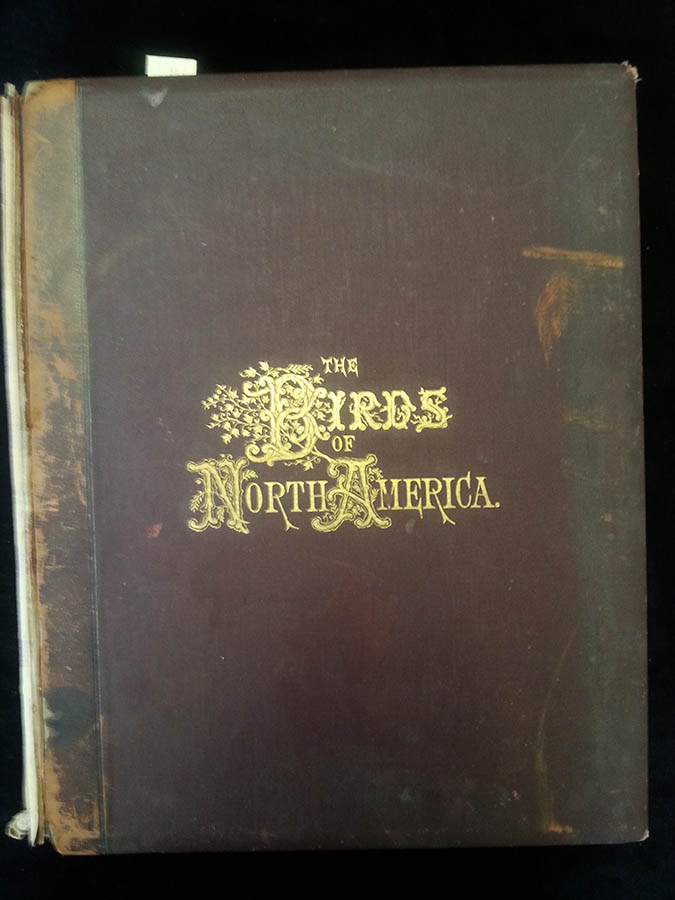 THE
BIRDS
OF
NORTH AMERICA.